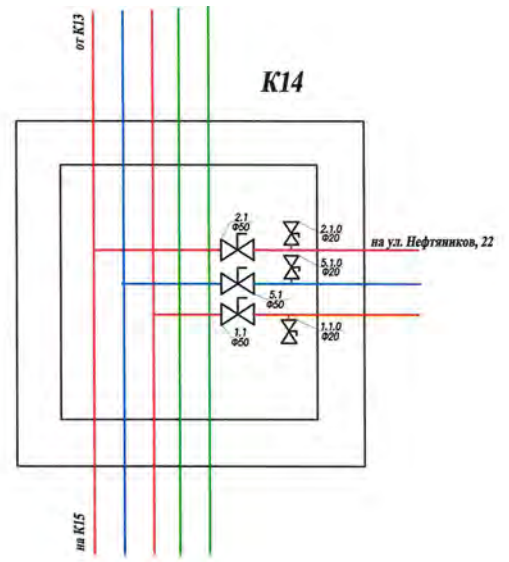 от К13
К14
2.1
Ф50
2.1.0
Ф20
на ул. Нефтяников, 22
5.1.0
Ф20
5.1
Ф50
1.1
Ф50
1.1.0
Ф20
на К15